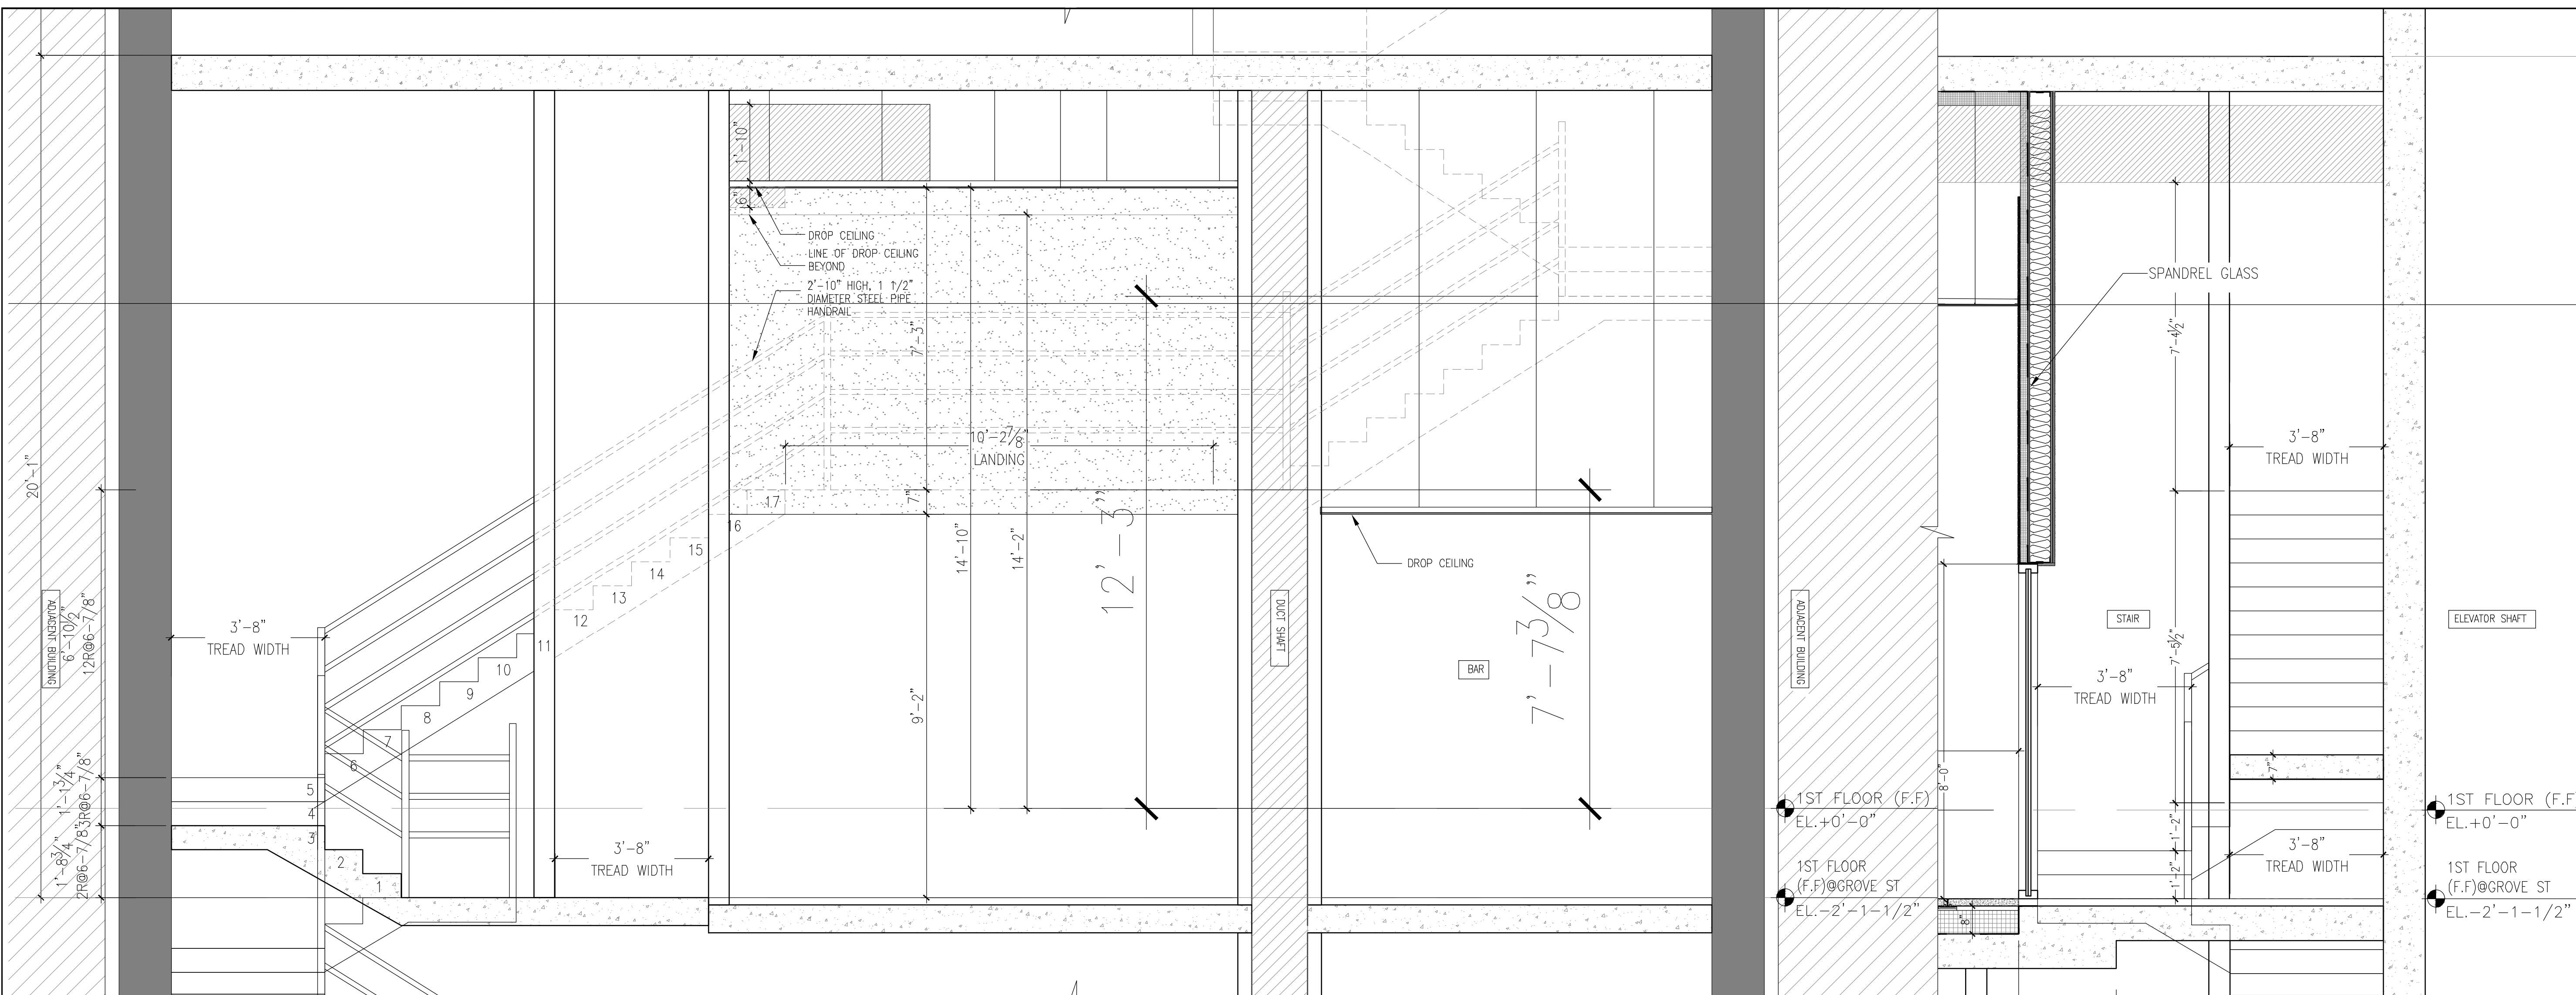 20'-1"
ADJACENT BUILDING
6'-10 1/2"
12R@6-7/8"
1'-1 3/4"
3R@6-7/8"
1'-8 3/4"
2R@6-7/8"
3'-8"
TREAD WIDTH
1
2
3
4
5
6
7
8
9
10
11
12
13
14
15
16
17
3'-8"
TREAD WIDTH
1'-10"
6"
DROP CEILING
LINE OF DROP CEILING
BEYOND
2'-10" HIGH, 1 1/2"
DIAMETER STEEL PIPE
HANDRAIL
7'-3"
7"
9'-2"
14'-10"
14'-2"
10'-2 7/8"
LANDING
12'-3"
DUCT SHAFT
7'-7 3/8"
DROP CEILING
BAR
ADJACENT BUILDING
1ST FLOOR (F.F)
EL.+0'-0"
1ST FLOOR
(F.F)@GROVE ST
EL.-2'-1-1/2"
8'-0"
8"
SPANDREL GLASS
STAIR
3'-8"
TREAD WIDTH
7'-4 1/2"
7'-5 1/2"
1'-2"
1'-2"
3'-8"
TREAD WIDTH
7"
3'-8"
TREAD WIDTH
ELEVATOR SHAFT
1ST FLOOR (F.F
EL.+0'-0"
1ST FLOOR
(F.F)@GROVE ST
EL.-2'-1-1/2"